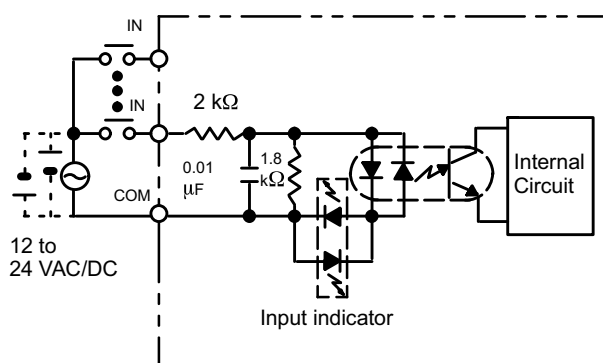 IN
IN
2 kΩ
0.01
μF
1.8
kΩ
COM
Internal
Circuit
12 to
24 VAC/DC
Input indicator